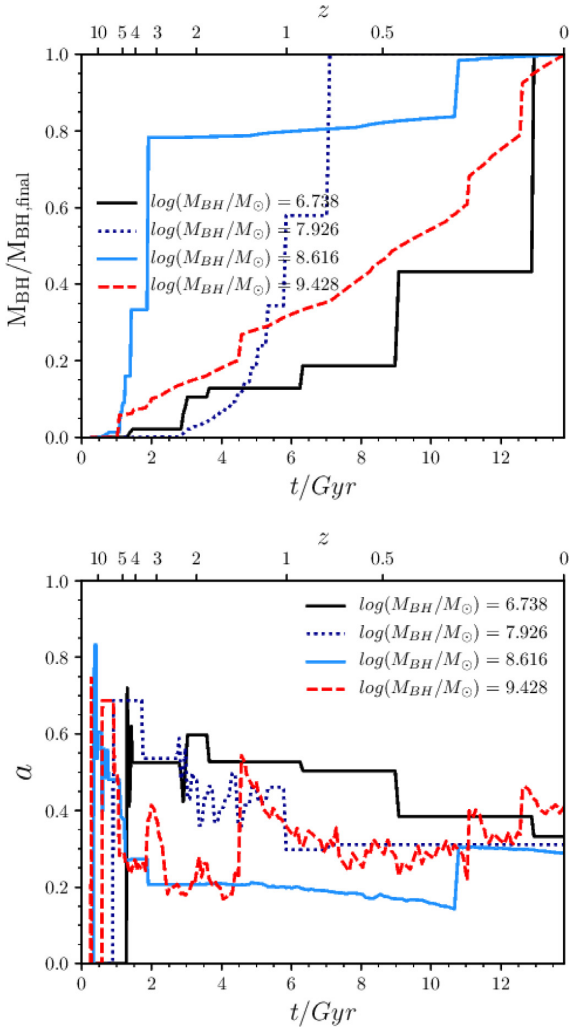 z
10 5 4 3 2 1 0.5 0
1.0
0.8
0.6
0.4
0.2
0.0
M_BH/M_BH,final
log(M_BH/M_⊙) = 6.738
log(M_BH/M_⊙) = 7.926
log(M_BH/M_⊙) = 8.616
log(M_BH/M_⊙) = 9.428
0 2 4 6 8 10 12
t/Gyr
z
10 5 4 3 2 1 0.5 0
1.0
0.8
0.6
0.4
0.2
0.0
a
log(M_BH/M_⊙) = 6.738
log(M_BH/M_⊙) = 7.926
log(M_BH/M_⊙) = 8.616
log(M_BH/M_⊙) = 9.428
0 2 4 6 8 10 12
t/Gyr